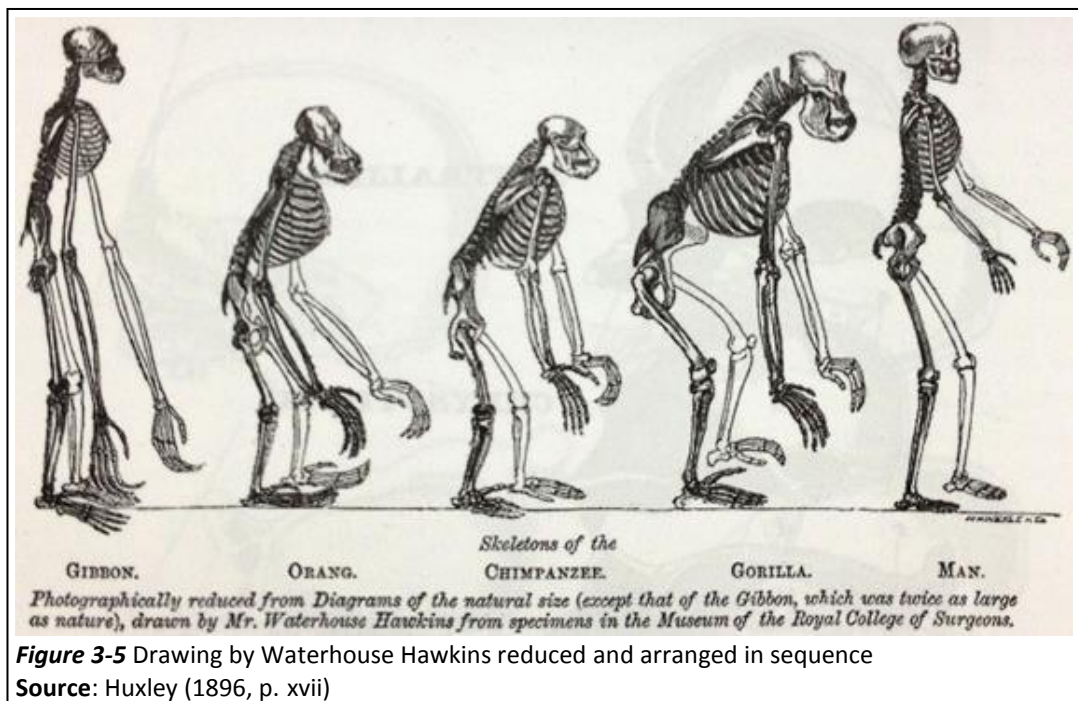 Skeletons of the
GIBBON. ORANG. CHIMPANZEE. GORILLA. MAN.
Photographically reduced from Diagrams of the natural size (except that of the Gibbon, which was twice as large
as nature), drawn by Mr. Waterhouse Hawkins from specimens in the Museum of the Royal College of Surgeons.
Figure 3-5 Drawing by Waterhouse Hawkins reduced and arranged in sequence
Source: Huxley (1896, p. xvii)